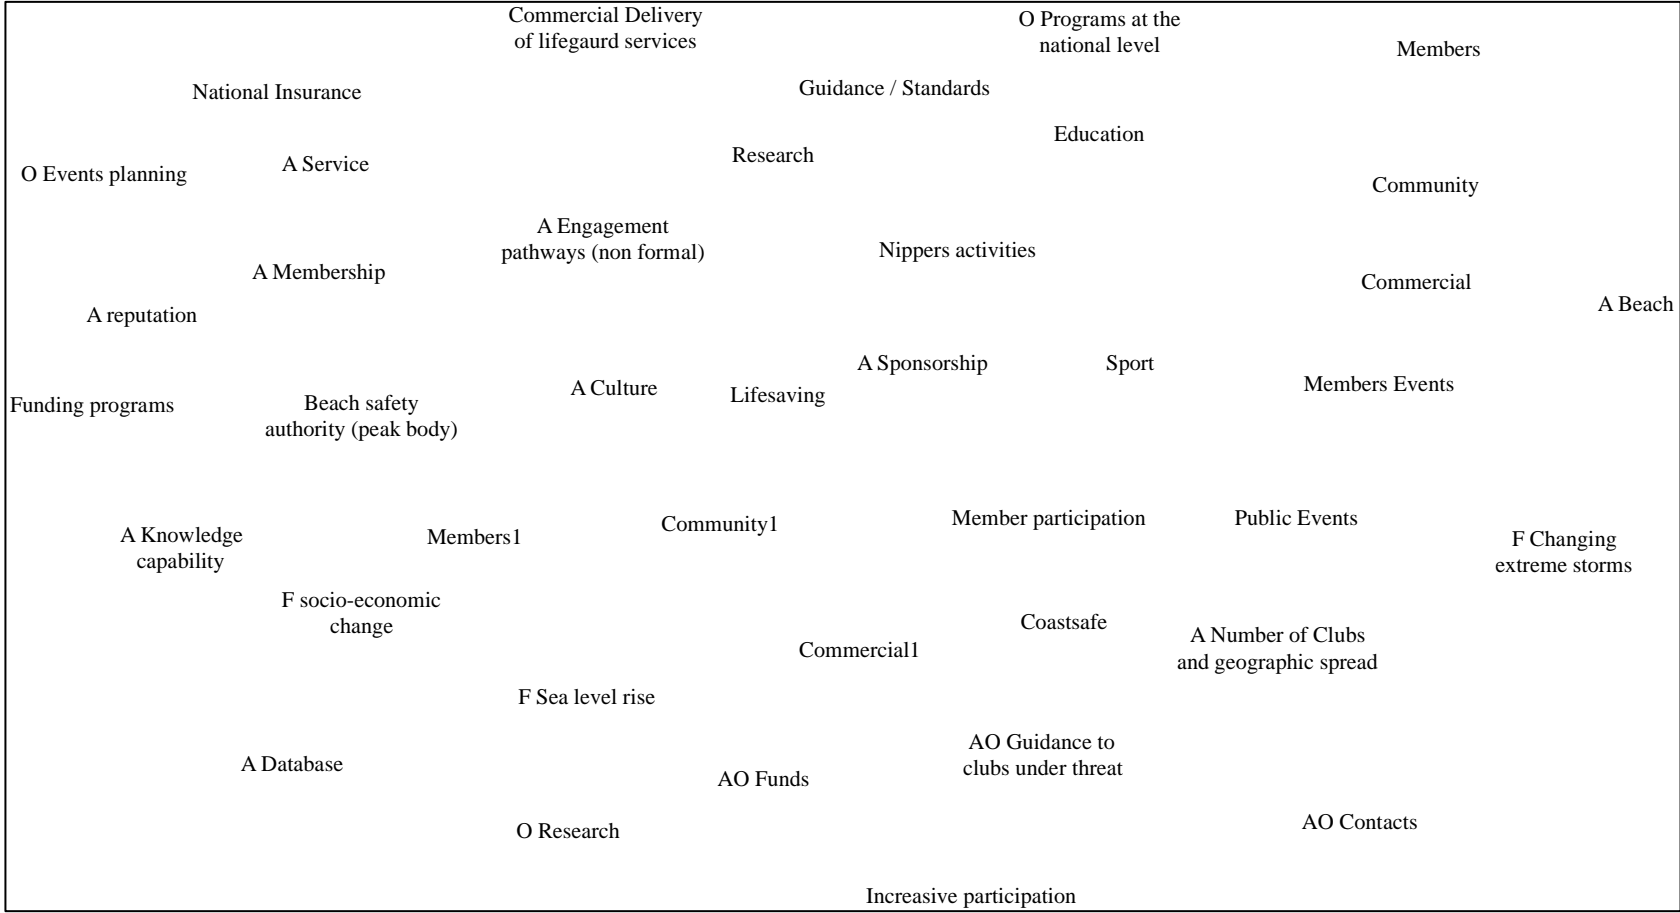 Commercial Delivery
of lifegaurd services
O Programs at the
national level
Members
National Insurance
Guidance / Standards
Education
Research
A Service
O Events planning
Community
A Engagement
pathways (non formal)
Nippers activities
A Membership
Commercial
A Beach
A reputation
A Sponsorship
Sport
Members Events
A Culture
Lifesaving
Funding programs
Beach safety
authority (peak body)
Member participation
Public Events
Community1
Members1
A Knowledge
capability
F Changing
extreme storms
F socio-economic
change
Coastsafe
A Number of Clubs
and geographic spread
Commercial1
F Sea level rise
AO Guidance to
clubs under threat
A Database
AO Funds
AO Contacts
O Research
Increasive participation